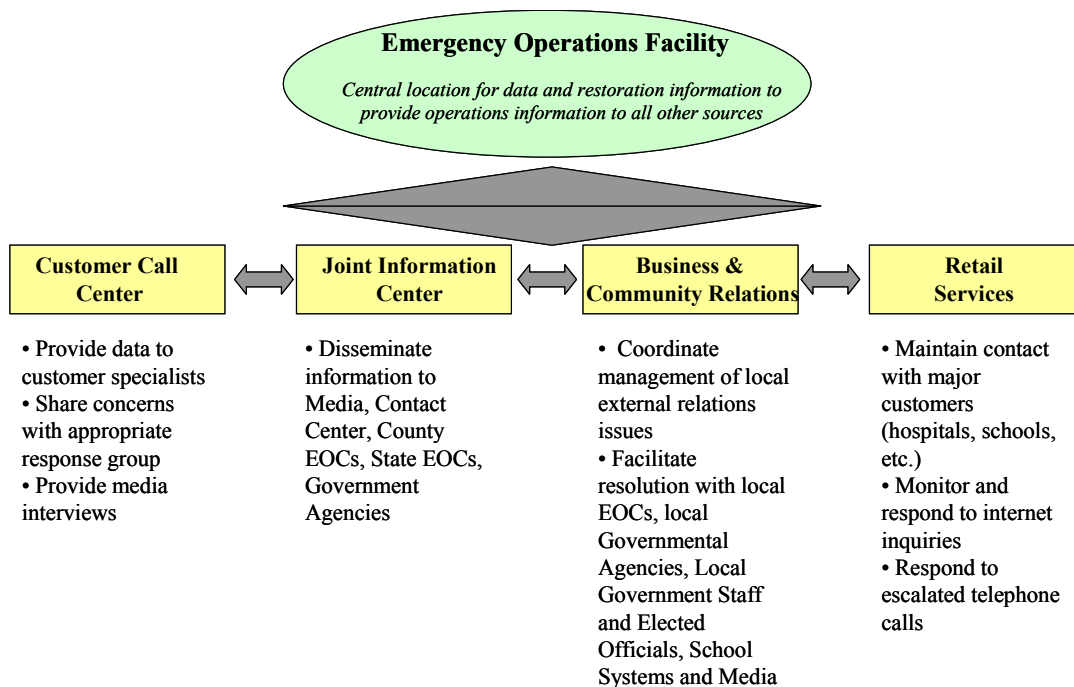 Emergency Operations Facility
Central location for data and restoration information to
provide operations information to all other sources
Customer Call
Center
Joint Information
Center
Business &
Community Relations
Retail
Services
• Provide data to
customer specialists
• Share concerns
with appropriate
response group
• Provide media
interviews
• Disseminate
information to
Media, Contact
Center, County
EOCs, State EOCs,
Government
Agencies
• Coordinate
management of local
external relations
issues
• Facilitate
resolution with local
EOCs, local
Governmental
Agencies, Local
Government Staff
and Elected
Officials, School
Systems and Media
• Maintain contact
with major
customers
(hospitals, schools,
etc.)
• Monitor and
respond to internet
inquiries
• Respond to
escalated telephone
calls